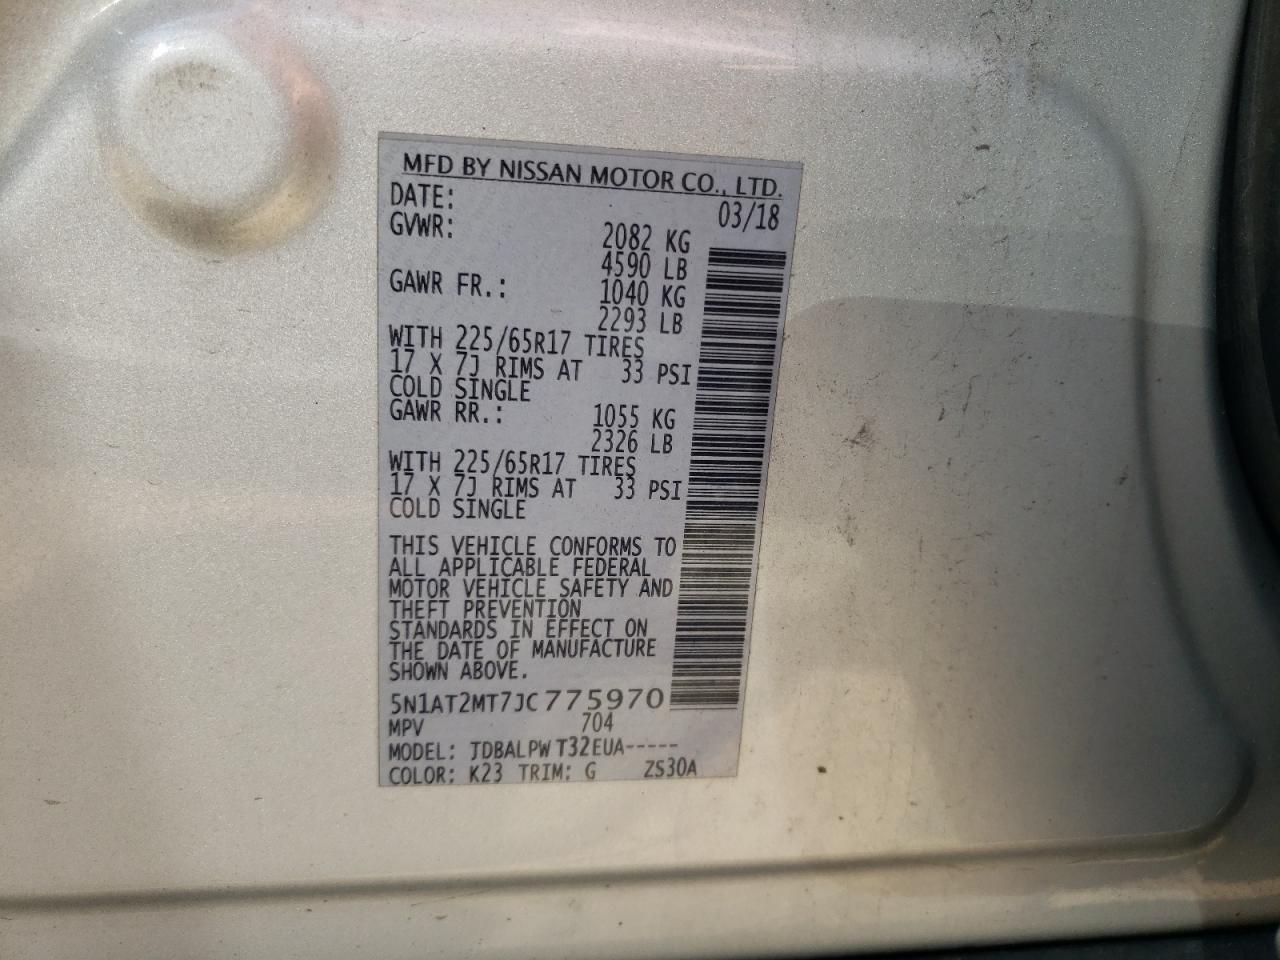 MFD BY NISSAN MOTOR CO., LTD.
DATE: 03/18
GVWR: 2082 KG
4590 LB
GAWR FR.: 1040 KG
2293 LB
WITH 225/65R17 TIRES
17 X 7J RIMS AT 33 PSI
COLD SINGLE
GAWR RR.: 1055 KG
2326 LB
WITH 225/65R17 TIRES
17 X 7J RIMS AT 33 PSI
COLD SINGLE
THIS VEHICLE CONFORMS TO
ALL APPLICABLE FEDERAL
MOTOR VEHICLE SAFETY AND
THEFT PREVENTION
STANDARDS IN EFFECT ON
THE DATE OF MANUFACTURE
SHOWN ABOVE.
5N1AT2MT7JC775970
MPV 704
MODEL: TDBALPW T32EUA-----
COLOR: K23 TRIM: G ZS30A